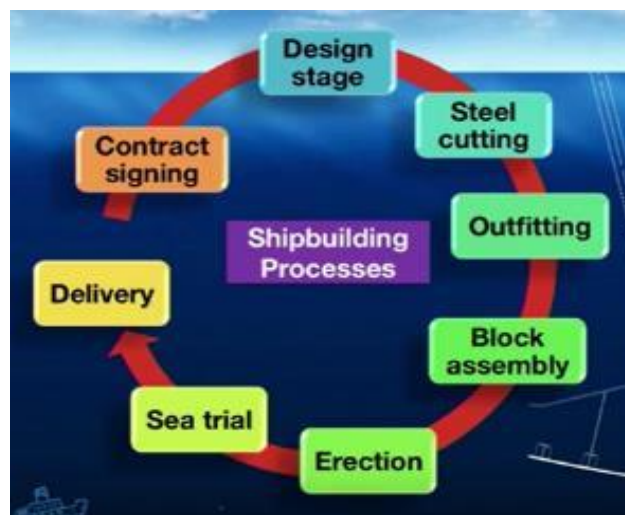 Design
stage
Steel
cutting
Contract
signing
Outfitting
Shipbuilding
Processes
Delivery
Block
assembly
Sea trial
Erection